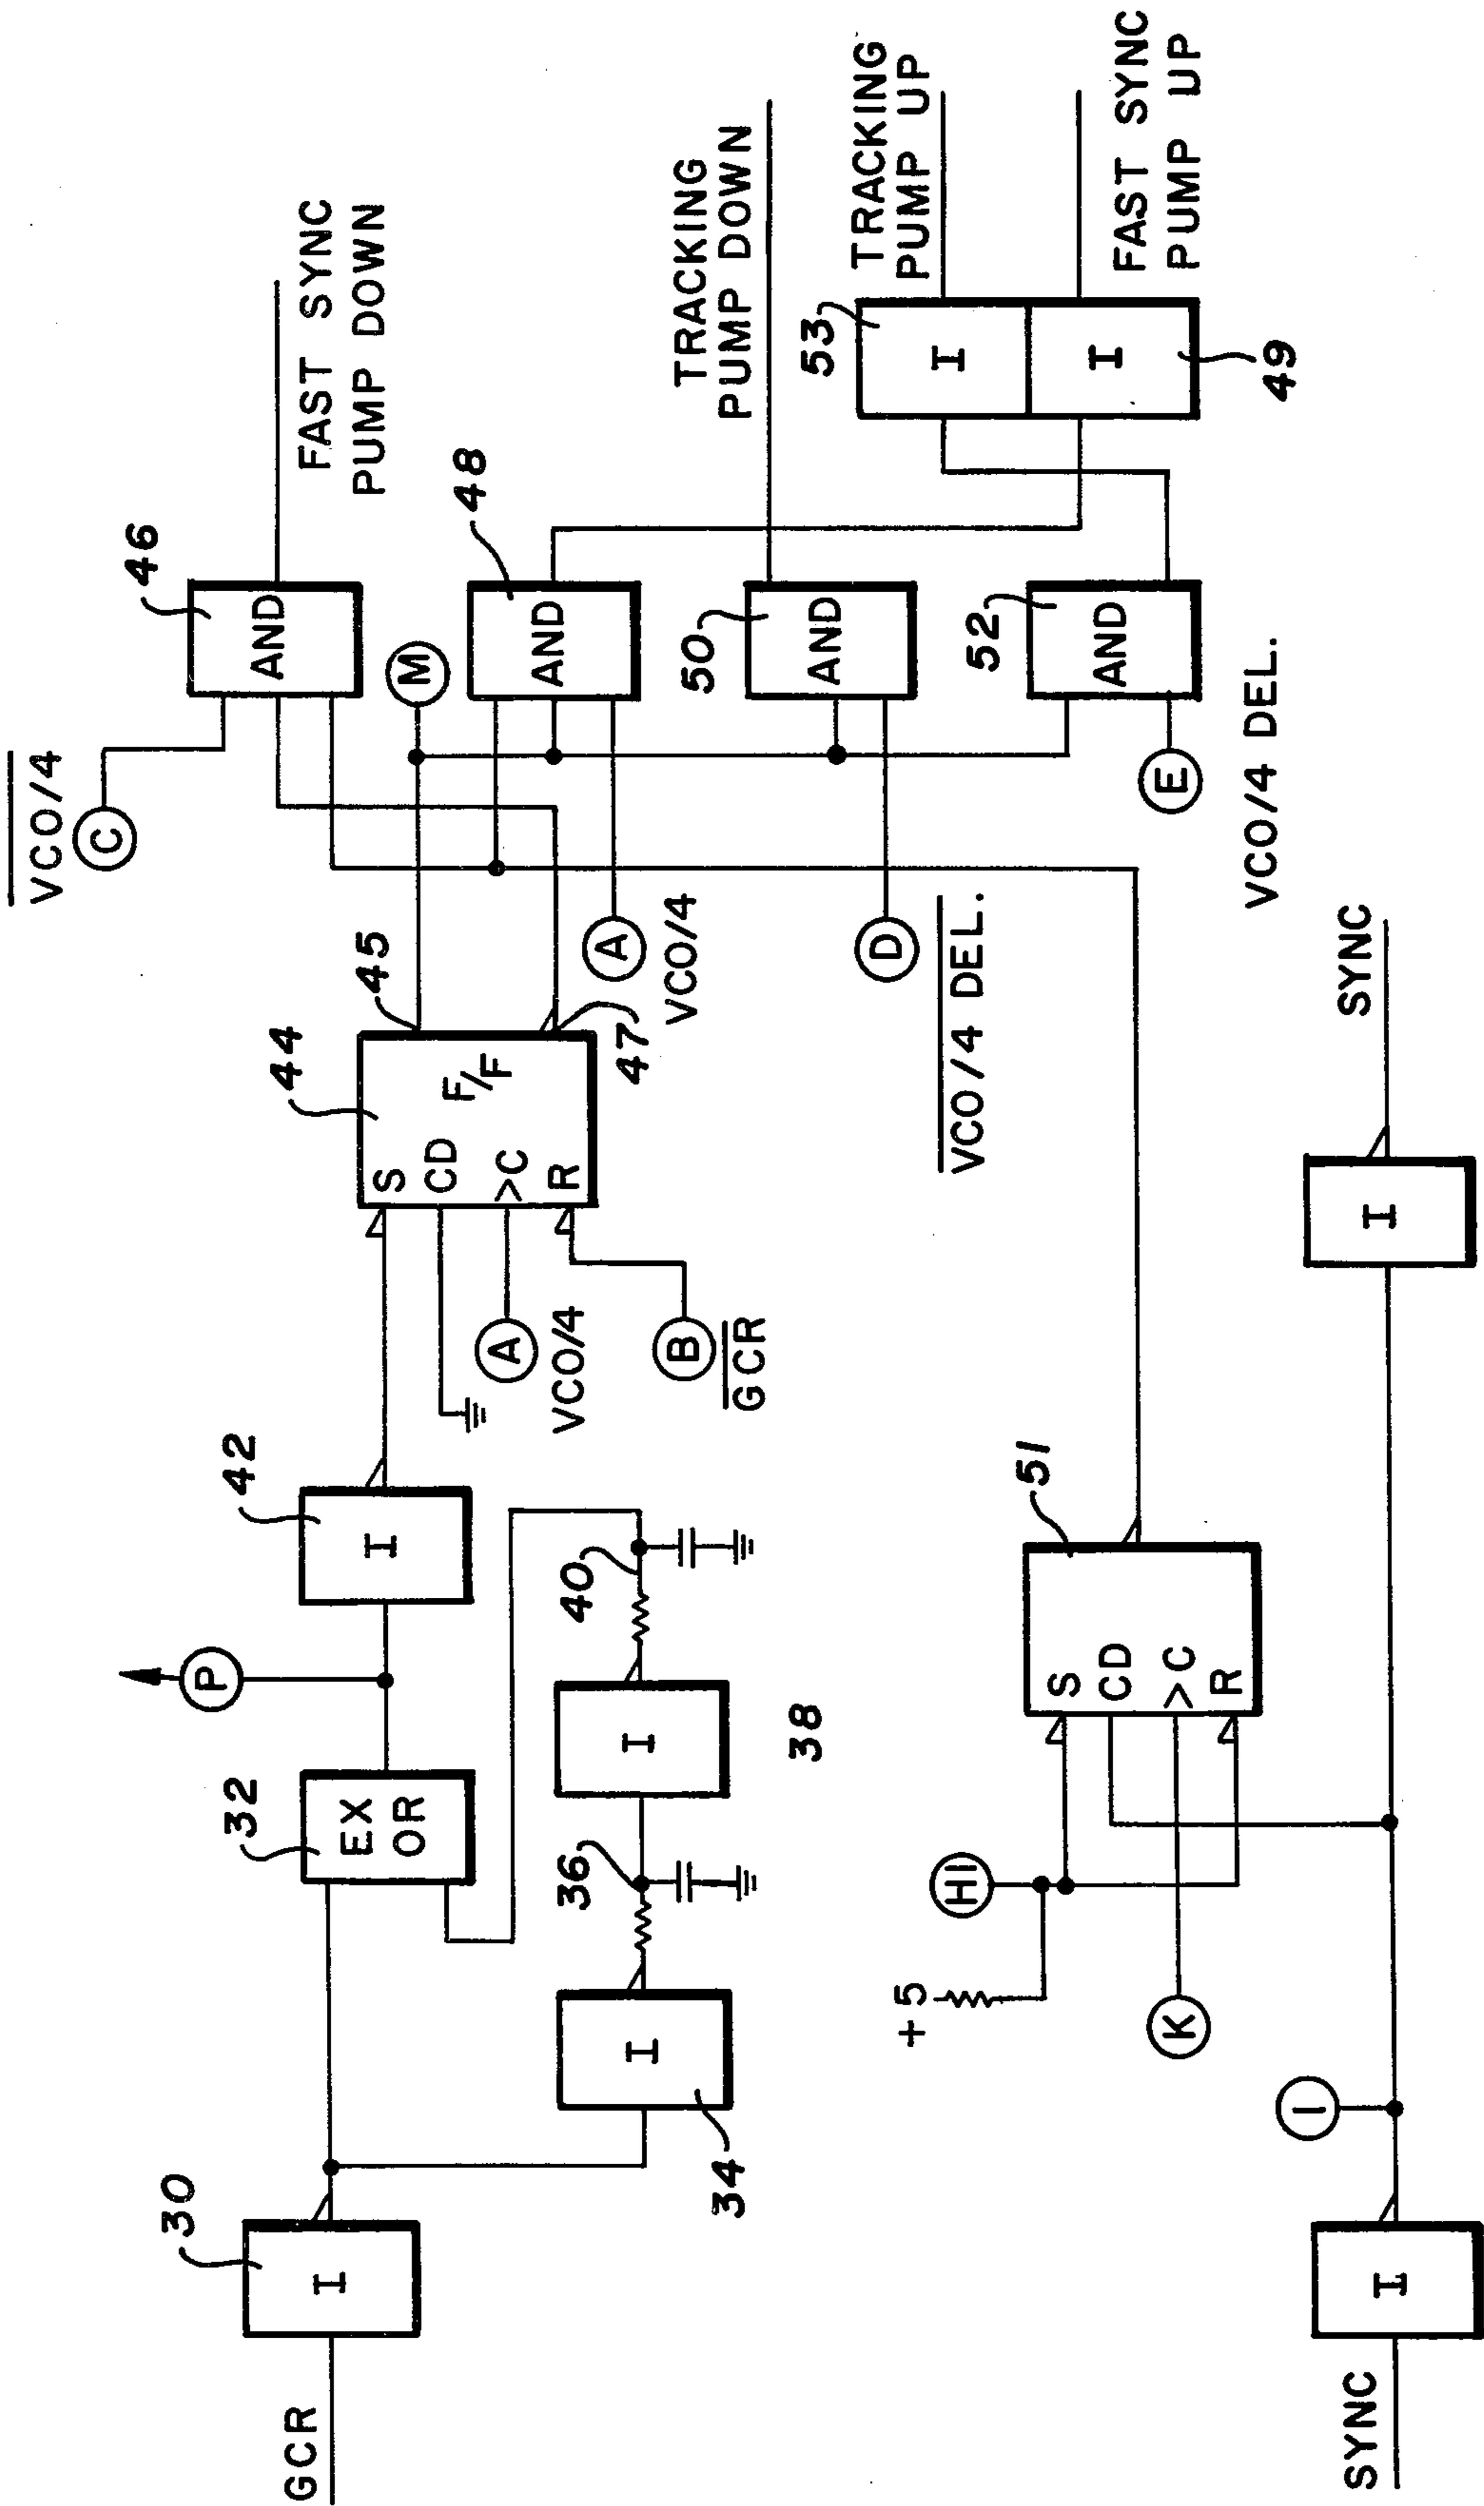 GCR
30
I
32
EX
OR
P
42
I
34
I
36
I
38
40
44
S
CD
>C
R
F/F
45
47
A
VCO/4
B
GCR
VCO/4
C
46
AND
FAST SYNC
PUMP DOWN
M
48
AND
A
VCO/4
50
AND
TRACKING
PUMP DOWN
D
VCO/4 DEL.
52
AND
E
VCO/4 DEL.
53
I
TRACKING
PUMP UP
I
49
FAST SYNC
PUMP UP
+5
HI
K
51
S
CD
>C
R
SYNC
I
I
I
SYNC